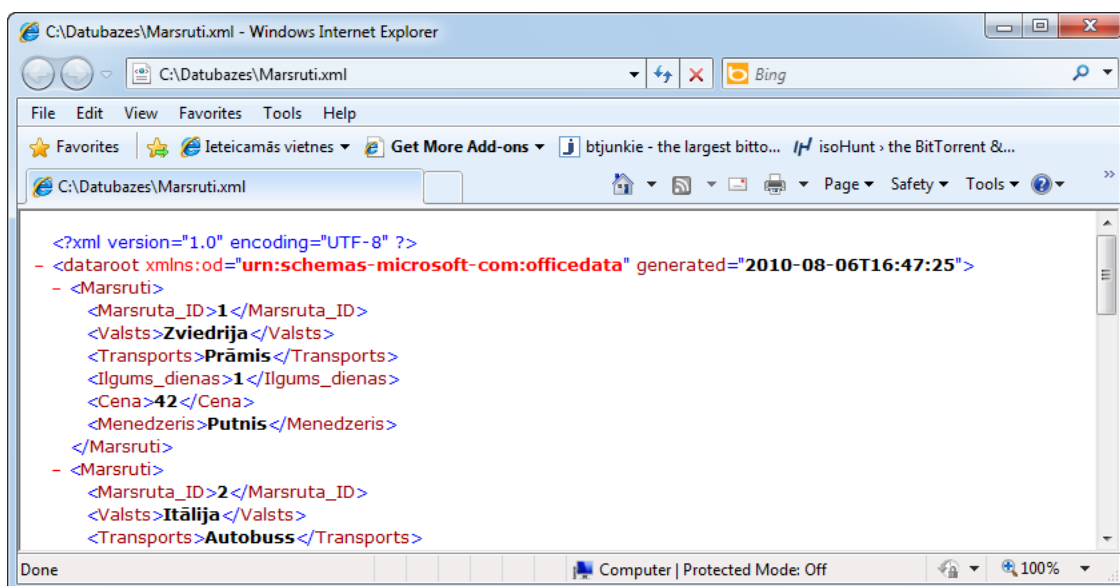 C:\Datubazes\Marsruti.xml - Windows Internet Explorer
C:\Datubazes\Marsruti.xml Bing
File Edit View Favorites Tools Help
Favorites Ieteicamās vietnes Get More Add-ons btjunkie - the largest bitto... isoHunt › the BitTorrent &...
C:\Datubazes\Marsruti.xml Page Safety Tools »
<?xml version="1.0" encoding="UTF-8" ?>
- <dataroot xmlns:od="urn:schemas-microsoft-com:officedata" generated="2010-08-06T16:47:25">
- <Marsruti>
<Marsruta_ID>1</Marsruta_ID>
<Valsts>Zviedrija</Valsts>
<Transports>Prāmis</Transports>
<Ilgums_dienas>1</Ilgums_dienas>
<Cena>42</Cena>
<Menedzeris>Putnis</Menedzeris>
</Marsruti>
- <Marsruti>
<Marsruta_ID>2</Marsruta_ID>
<Valsts>Itālija</Valsts>
<Transports>Autobuss</Transports>
Done Computer | Protected Mode: Off 100%